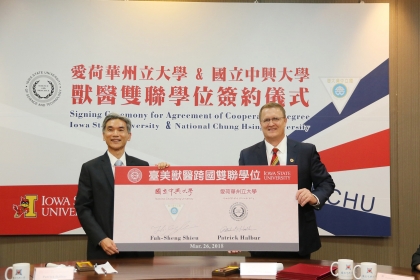 愛荷華州立大學 & 國立中興大學
獸醫雙聯學位簽約儀式
Signing Ceremony for Agreement of Cooperative Degree
Iowa State University & National Chung Hsing University
臺美獸醫跨國雙聯學位
IOWA STATE UNIVERSITY
國立中興大學
愛荷華州立大學
Fuh-Sheng Shieu
Patrick Halbur
Mar. 26, 2019
IOWA STATE
UNIVERSITY
CHU